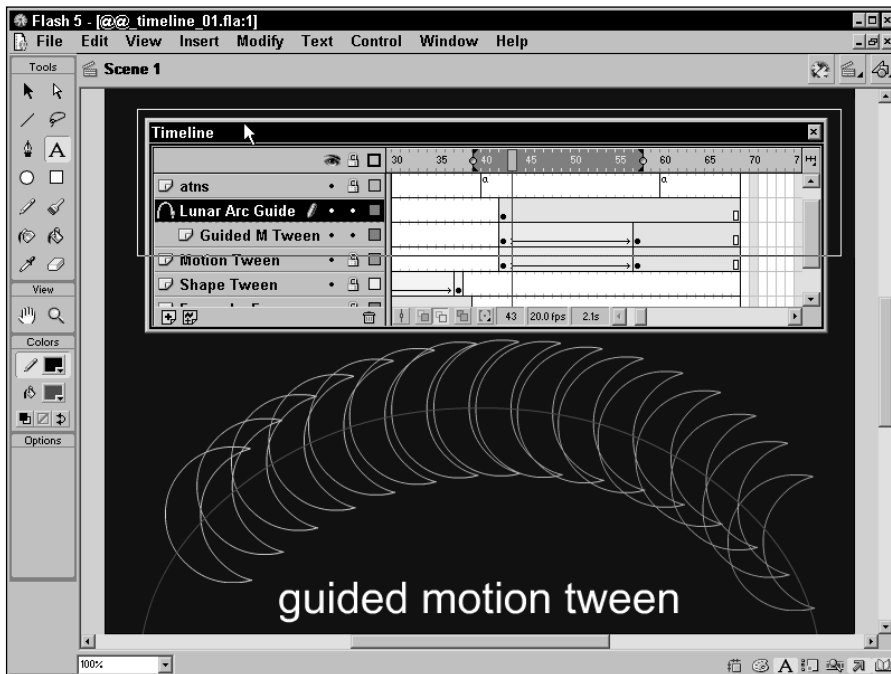 Flash 5 - [@@_timeline_01.fla:1]
File Edit View Insert Modify Text Control Window Help
Tools
Scene 1
Timeline
30 35 40 45 50 55 60 65 70 7
atns
a a
Lunar Arc Guide
Guided M Tween
Motion Tween
Shape Tween
43 20.0 fps 2.1s
View
Colors
Options
guided motion tween
100%